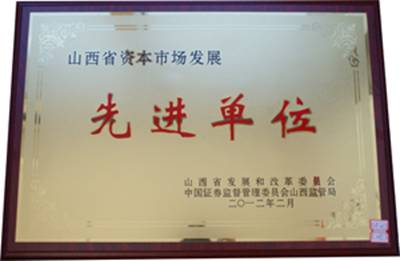 山西省资本市场发展
先进单位
山西省发展和改革委员会
中国证券监督管理委员会山西监管局
二〇一二年二月